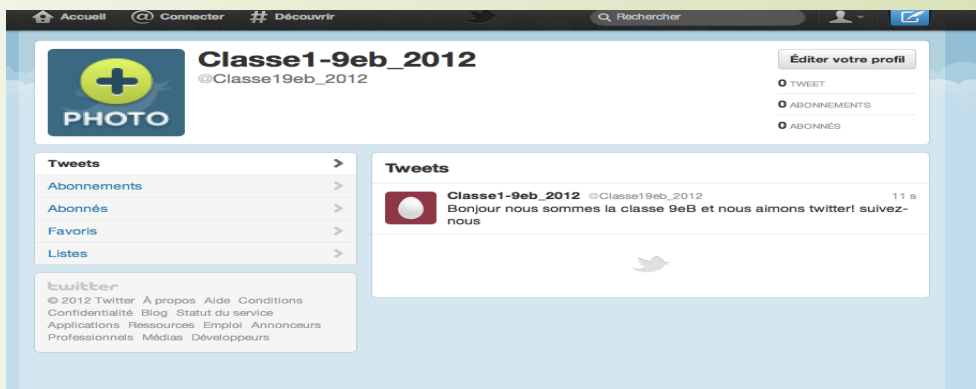 Accueil @ Connecter # Découvrir Rechercher
PHOTO
Classe1-9eb_2012
@Classe19eb_2012
Éditer votre profil
0 TWEET
0 ABONNEMENTS
0 ABONNÉS
Tweets >
Abonnements >
Abonnés >
Favoris >
Listes >
twitter
© 2012 Twitter À propos Aide Conditions
Confidentialité Blog Statut du service
Applications Ressources Emploi Annonceurs
Professionnels Médias Développeurs
Tweets
Classe1-9eb_2012 @Classe19eb_2012 11 s
Bonjour nous sommes la classe 9eB et nous aimons twitter! suivez-
nous